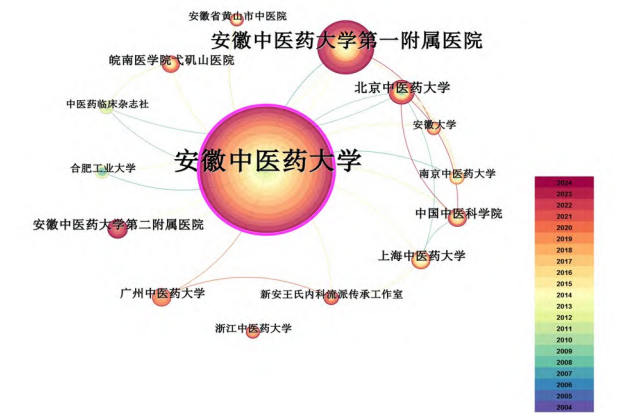 安徽省黄山市中医院
安徽中医药大学第一附属医院
皖南医学院弋矶山医院
北京中医药大学
中医药临床杂志社
安徽大学
安徽中医药大学
合肥工业大学
南京中医药大学
中国中医科学院
安徽中医药大学第二附属医院
上海中医药大学
广州中医药大学
新安王氏内科流派传承工作室
浙江中医药大学
2024
2023
2022
2021
2020
2019
2018
2017
2016
2015
2014
2013
2012
2011
2010
2009
2008
2007
2006
2005
2004